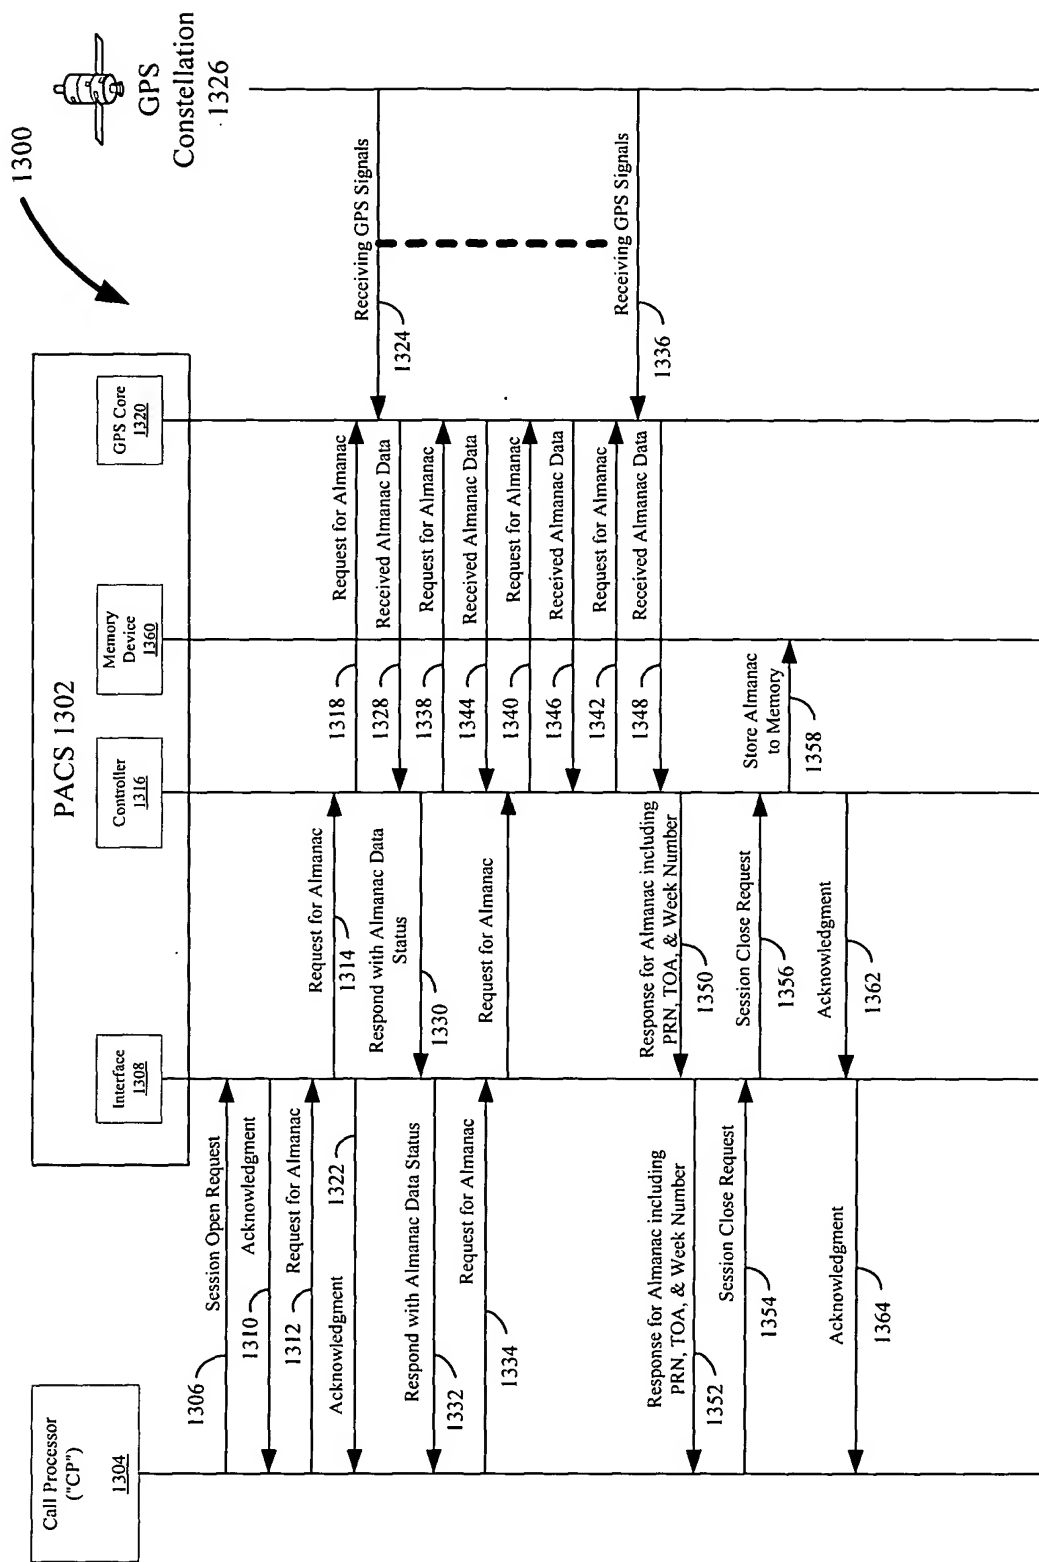 1300
GPS
Constellation
1326
PACS 1302
Call Processor
("CP")
1304
Interface
1308
Controller
1316
Memory
Device
1360
GPS Core
1320
Session Open Request
1306
Acknowledgment
1310
Request for Almanac
1312
Request for Almanac
1314
Request for Almanac
1318
Acknowledgment
1322
Receiving GPS Signals
1324
Received Almanac Data
1328
Respond with Almanac Data
Status
1330
Respond with Almanac Data Status
1332
Request for Almanac
1338
Request for Almanac
1334
Received Almanac Data
1344
Request for Almanac
Request for Almanac
1340
Received Almanac Data
1346
Request for Almanac
1342
Receiving GPS Signals
1336
Received Almanac Data
1348
Response for Almanac including
PRN, TOA, & Week Number
1350
Response for Almanac including
PRN, TOA, & Week Number
1352
Session Close Request
1354
Session Close Request
1356
Store Almanac
to Memory
1358
Acknowledgment
1362
Acknowledgment
1364